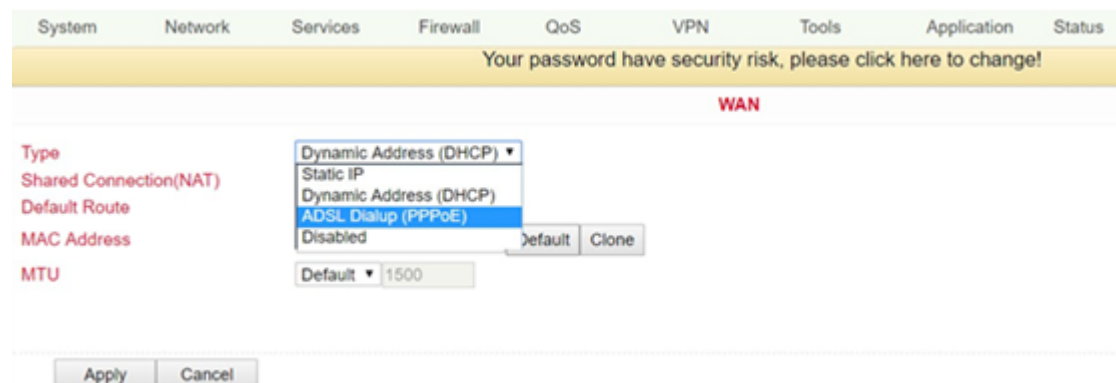 System Network Services Firewall QoS VPN Tools Application Status
Your password have security risk, please click here to change!
WAN
Type Dynamic Address (DHCP)
Static IP
Shared Connection(NAT)
Dynamic Address (DHCP)
Default Route
ADSL Dialup (PPPoE)
MAC Address Disabled Default Clone
MTU Default 1500
Apply Cancel